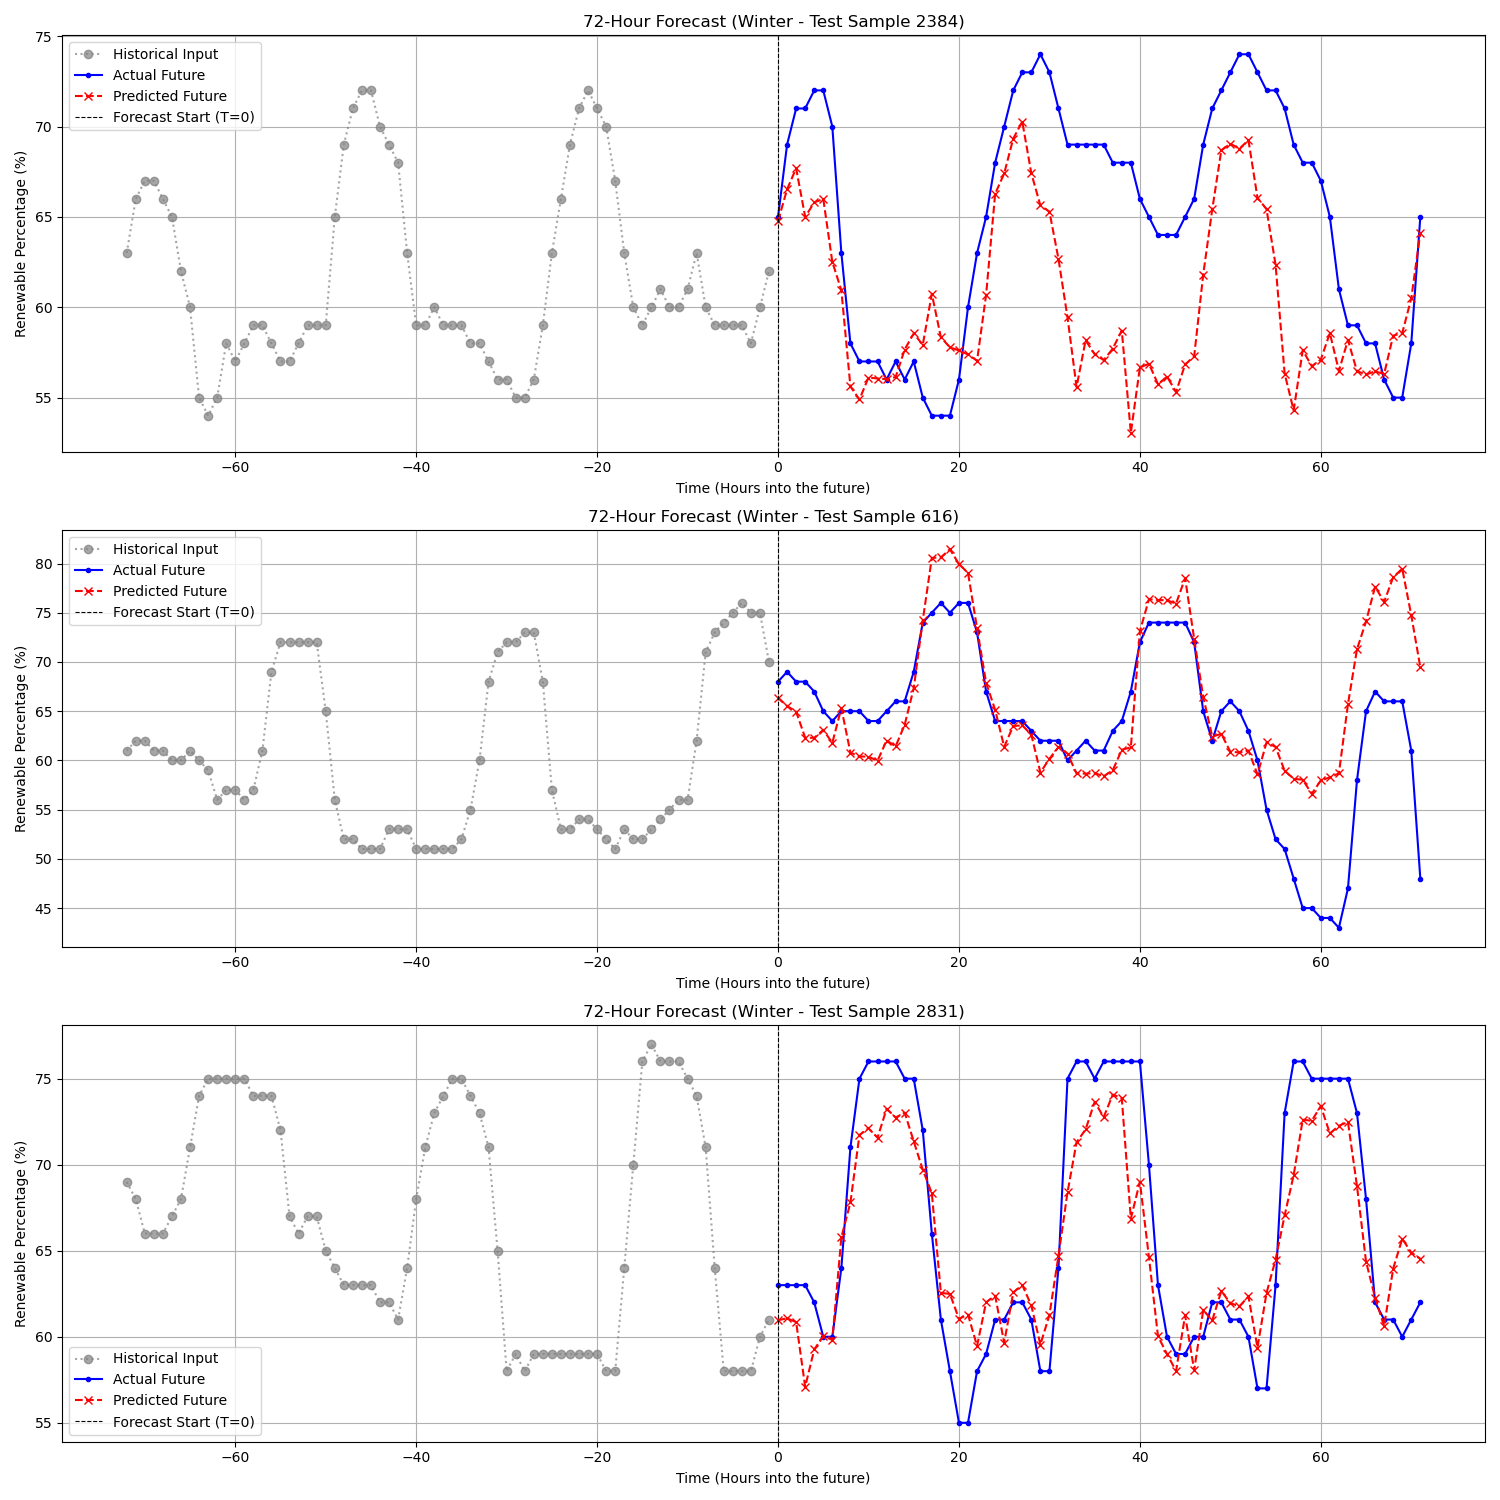 72-Hour Forecast (Winter - Test Sample 2384)
Historical Input
Actual Future
Predicted Future
Forecast Start (T=0)
Renewable Percentage (%)
75
70
65
60
55
−60 −40 −20 0 20 40 60
Time (Hours into the future)
72-Hour Forecast (Winter - Test Sample 616)
Historical Input
Actual Future
Predicted Future
Forecast Start (T=0)
Renewable Percentage (%)
80
75
70
65
60
55
50
45
−60 −40 −20 0 20 40 60
Time (Hours into the future)
72-Hour Forecast (Winter - Test Sample 2831)
Renewable Percentage (%)
75
70
65
60
55
Historical Input
Actual Future
Predicted Future
Forecast Start (T=0)
−60 −40 −20 0 20 40 60
Time (Hours into the future)